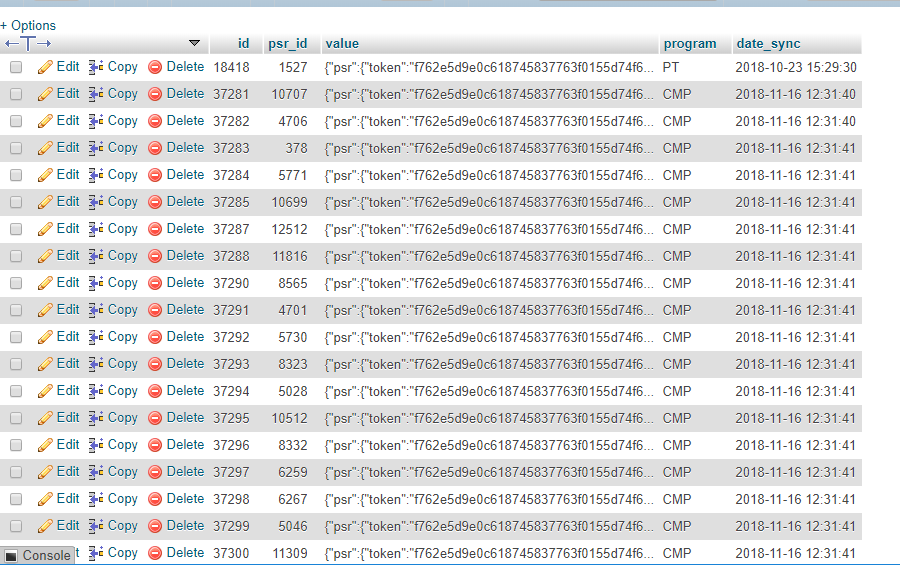 + Options
id psr_id value program date_sync
Edit Copy Delete 18418 1527 {"psr":{"token":"f762e5d9e0c618745837763f0155d74f6... PT 2018-10-23 15:29:30
Edit Copy Delete 37281 10707 {"psr":{"token":"f762e5d9e0c618745837763f0155d74f6... CMP 2018-11-16 12:31:40
Edit Copy Delete 37282 4706 {"psr":{"token":"f762e5d9e0c618745837763f0155d74f6... CMP 2018-11-16 12:31:40
Edit Copy Delete 37283 378 {"psr":{"token":"f762e5d9e0c618745837763f0155d74f6... CMP 2018-11-16 12:31:41
Edit Copy Delete 37284 5771 {"psr":{"token":"f762e5d9e0c618745837763f0155d74f6... CMP 2018-11-16 12:31:41
Edit Copy Delete 37285 10699 {"psr":{"token":"f762e5d9e0c618745837763f0155d74f6... CMP 2018-11-16 12:31:41
Edit Copy Delete 37287 12512 {"psr":{"token":"f762e5d9e0c618745837763f0155d74f6... CMP 2018-11-16 12:31:41
Edit Copy Delete 37288 11816 {"psr":{"token":"f762e5d9e0c618745837763f0155d74f6... CMP 2018-11-16 12:31:41
Edit Copy Delete 37290 8565 {"psr":{"token":"f762e5d9e0c618745837763f0155d74f6... CMP 2018-11-16 12:31:41
Edit Copy Delete 37291 4701 {"psr":{"token":"f762e5d9e0c618745837763f0155d74f6... CMP 2018-11-16 12:31:41
Edit Copy Delete 37292 5730 {"psr":{"token":"f762e5d9e0c618745837763f0155d74f6... CMP 2018-11-16 12:31:41
Edit Copy Delete 37293 8323 {"psr":{"token":"f762e5d9e0c618745837763f0155d74f6... CMP 2018-11-16 12:31:41
Edit Copy Delete 37294 5028 {"psr":{"token":"f762e5d9e0c618745837763f0155d74f6... CMP 2018-11-16 12:31:41
Edit Copy Delete 37295 10512 {"psr":{"token":"f762e5d9e0c618745837763f0155d74f6... CMP 2018-11-16 12:31:41
Edit Copy Delete 37296 8332 {"psr":{"token":"f762e5d9e0c618745837763f0155d74f6... CMP 2018-11-16 12:31:41
Edit Copy Delete 37297 6259 {"psr":{"token":"f762e5d9e0c618745837763f0155d74f6... CMP 2018-11-16 12:31:41
Edit Copy Delete 37298 6267 {"psr":{"token":"f762e5d9e0c618745837763f0155d74f6... CMP 2018-11-16 12:31:41
Edit Copy Delete 37299 5046 {"psr":{"token":"f762e5d9e0c618745837763f0155d74f6... CMP 2018-11-16 12:31:41
Console Copy Delete 37300 11309 {"psr":{"token":"f762e5d9e0c618745837763f0155d74f6... CMP 2018-11-16 12:31:41